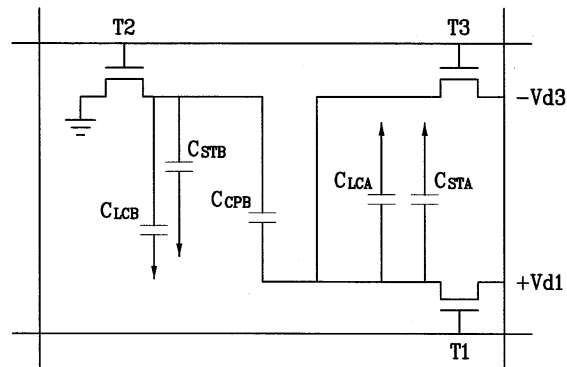 T2
T3
-Vd3
CSTB
CLCA
CSTA
CCPB
CLCB
+Vd1
T1